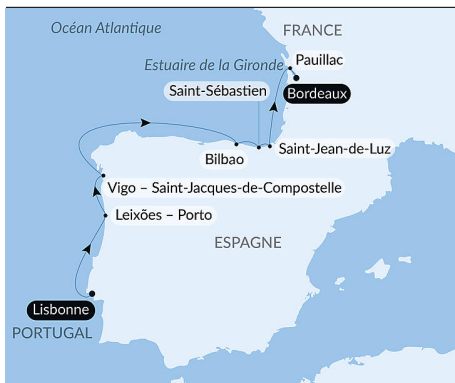 Océan Atlantique
FRANCE
Estuaire de la Gironde
Pauillac
Saint-Sébastien
Bordeaux
Bilbao
Saint-Jean-de-Luz
Vigo – Saint-Jacques-de-Compostelle
Leixões – Porto
ESPAGNE
Lisbonne
PORTUGAL